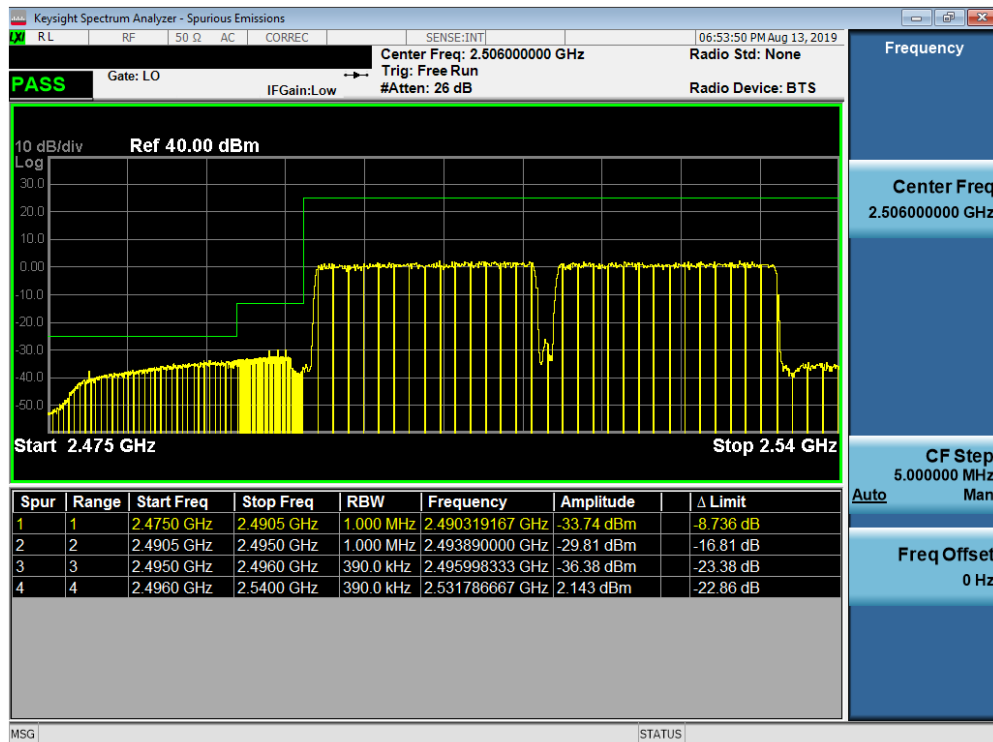 Keysight Spectrum Analyzer - Spurious Emissions
LXI RL RF 50 Ω AC CORREC SENSE:INT 06:53:50 PM Aug 13, 2019
Center Freq: 2.506000000 GHz Radio Std: None
PASS Gate: LO Trig: Free Run
IFGain:Low #Atten: 26 dB Radio Device: BTS
10 dB/div Ref 40.00 dBm
Log
30.0
20.0
10.0
0.00
-10.0
-20.0
-30.0
-40.0
-50.0
Start 2.475 GHz Stop 2.54 GHz
Spur Range Start Freq Stop Freq RBW Frequency Amplitude Δ Limit
1 1 2.4750 GHz 2.4905 GHz 1.000 MHz 2.490319167 GHz -33.74 dBm -8.736 dB
2 2 2.4905 GHz 2.4950 GHz 1.000 MHz 2.493890000 GHz -29.81 dBm -16.81 dB
3 3 2.4950 GHz 2.4960 GHz 390.0 kHz 2.495998333 GHz -36.38 dBm -23.38 dB
4 4 2.4960 GHz 2.5400 GHz 390.0 kHz 2.531786667 GHz 2.143 dBm -22.86 dB
MSG STATUS
Frequency
Center Freq
2.506000000 GHz
CF Step
5.000000 MHz
Auto Man
Freq Offset
0 Hz